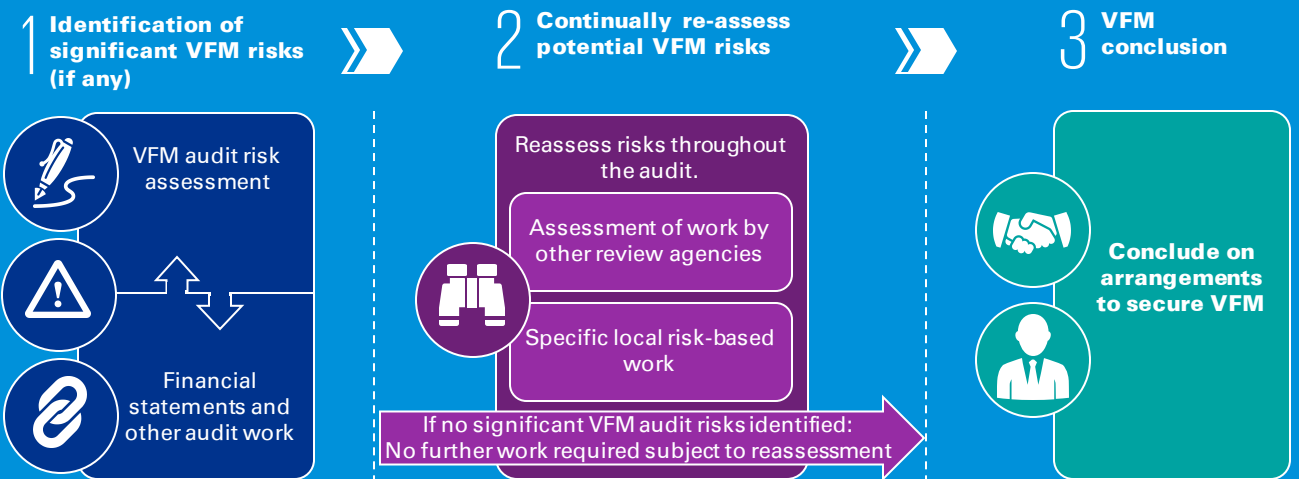 1 Identification of
significant VFM risks
(if any)
2 Continually re-assess
potential VFM risks
3 VFM
conclusion
VFM audit risk
assessment
Financial
statements and
other audit work
Reassess risks throughout
the audit.
Assessment of work by
other review agencies
Specific local risk-based
work
If no significant VFM audit risks identified:
No further work required subject to reassessment
Conclude on
arrangements
to secure VFM